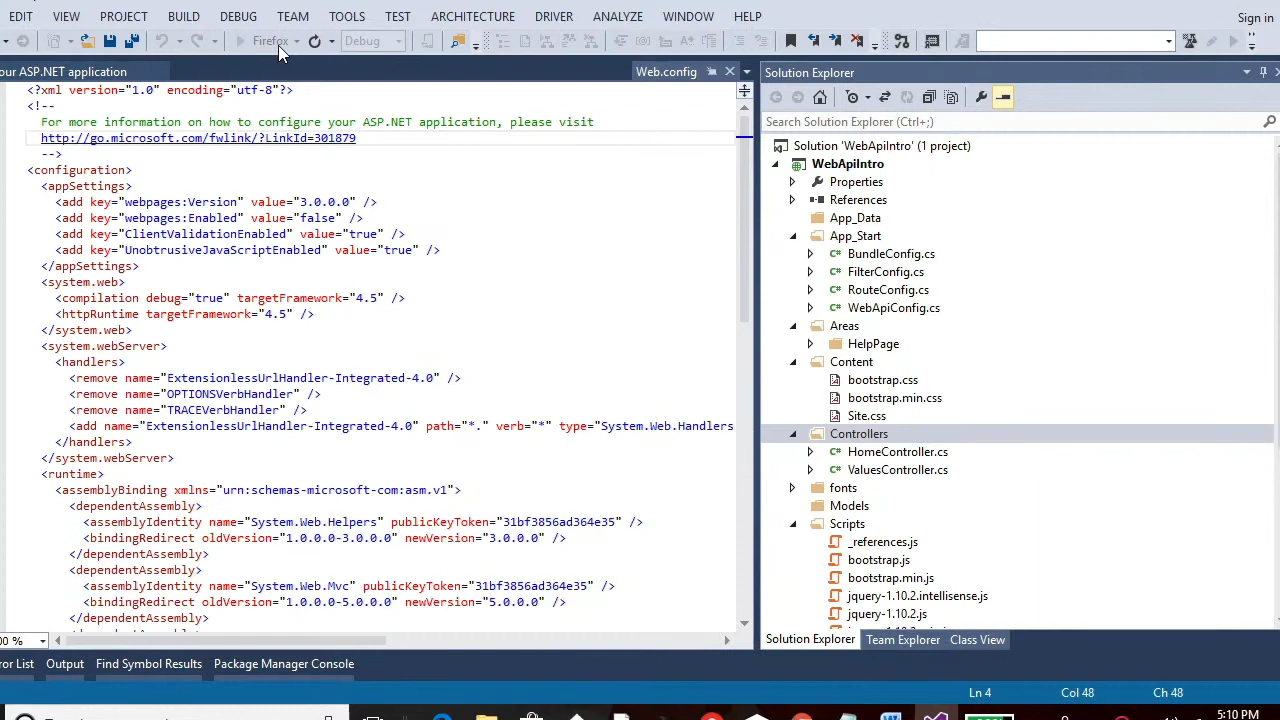 EDIT VIEW PROJECT BUILD DEBUG TEAM TOOLS TEST ARCHITECTURE DRIVER ANALYZE WINDOW HELP
Sign in
Firefox Debug
our ASP.NET application
Web.config
<?xml version="1.0" encoding="utf-8"?>
<!--
For more information on how to configure your ASP.NET application, please visit
http://go.microsoft.com/fwlink/?LinkId=301879
-->
<configuration>
<appSettings>
<add key="webpages:Version" value="3.0.0.0" />
<add key="webpages:Enabled" value="false" />
<add key="ClientValidationEnabled" value="true" />
<add key="UnobtrusiveJavaScriptEnabled" value="true" />
</appSettings>
<system.web>
<compilation debug="true" targetFramework="4.5" />
<httpRuntime targetFramework="4.5" />
</system.web>
<system.webServer>
<handlers>
<remove name="ExtensionlessUrlHandler-Integrated-4.0" />
<remove name="OPTIONSVerbHandler" />
<remove name="TRACEVerbHandler" />
<add name="ExtensionlessUrlHandler-Integrated-4.0" path="*." verb="*" type="System.Web.Handlers
</handlers>
</system.webServer>
<runtime>
<assemblyBinding xmlns="urn:schemas-microsoft-com:asm.v1">
<dependentAssembly>
<assemblyIdentity name="System.Web.Helpers" publicKeyToken="31bf3856ad364e35" />
<bindingRedirect oldVersion="1.0.0.0-3.0.0.0" newVersion="3.0.0.0" />
</dependentAssembly>
<dependentAssembly>
<assemblyIdentity name="System.Web.Mvc" publicKeyToken="31bf3856ad364e35" />
<bindingRedirect oldVersion="1.0.0.0-5.0.0.0" newVersion="5.0.0.0" />
</dependentAssembly>
00 %
Solution Explorer
Search Solution Explorer (Ctrl+;)
Solution 'WebApiIntro' (1 project)
WebApiIntro
Properties
References
App_Data
App_Start
BundleConfig.cs
FilterConfig.cs
RouteConfig.cs
WebApiConfig.cs
Areas
HelpPage
Content
bootstrap.css
bootstrap.min.css
Site.css
Controllers
HomeController.cs
ValuesController.cs
fonts
Models
Scripts
_references.js
bootstrap.js
bootstrap.min.js
jquery-1.10.2.intellisense.js
jquery-1.10.2.js
Solution Explorer Team Explorer Class View
ror List Output Find Symbol Results Package Manager Console
Ln 4 Col 48 Ch 48
5:10 PM